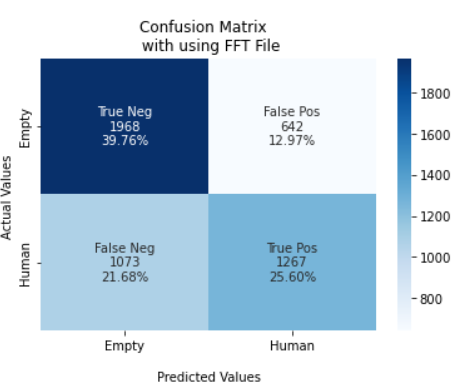 Confusion Matrix
with using FFT File
True Neg
1968
39.76%
False Pos
642
12.97%
False Neg
1073
21.68%
True Pos
1267
25.60%
Actual Values
Empty
Human
Empty
Human
Predicted Values
1800
1600
1400
1200
1000
800